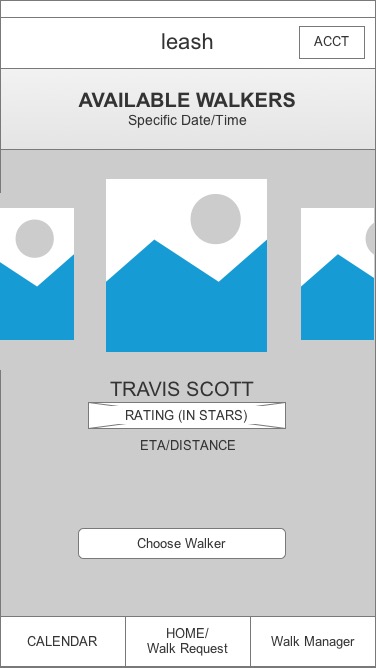 leash
ACCT
AVAILABLE WALKERS
Specific Date/Time
TRAVIS SCOTT
RATING (IN STARS)
ETA/DISTANCE
Choose Walker
CALENDAR
HOME/
Walk Request
Walk Manager